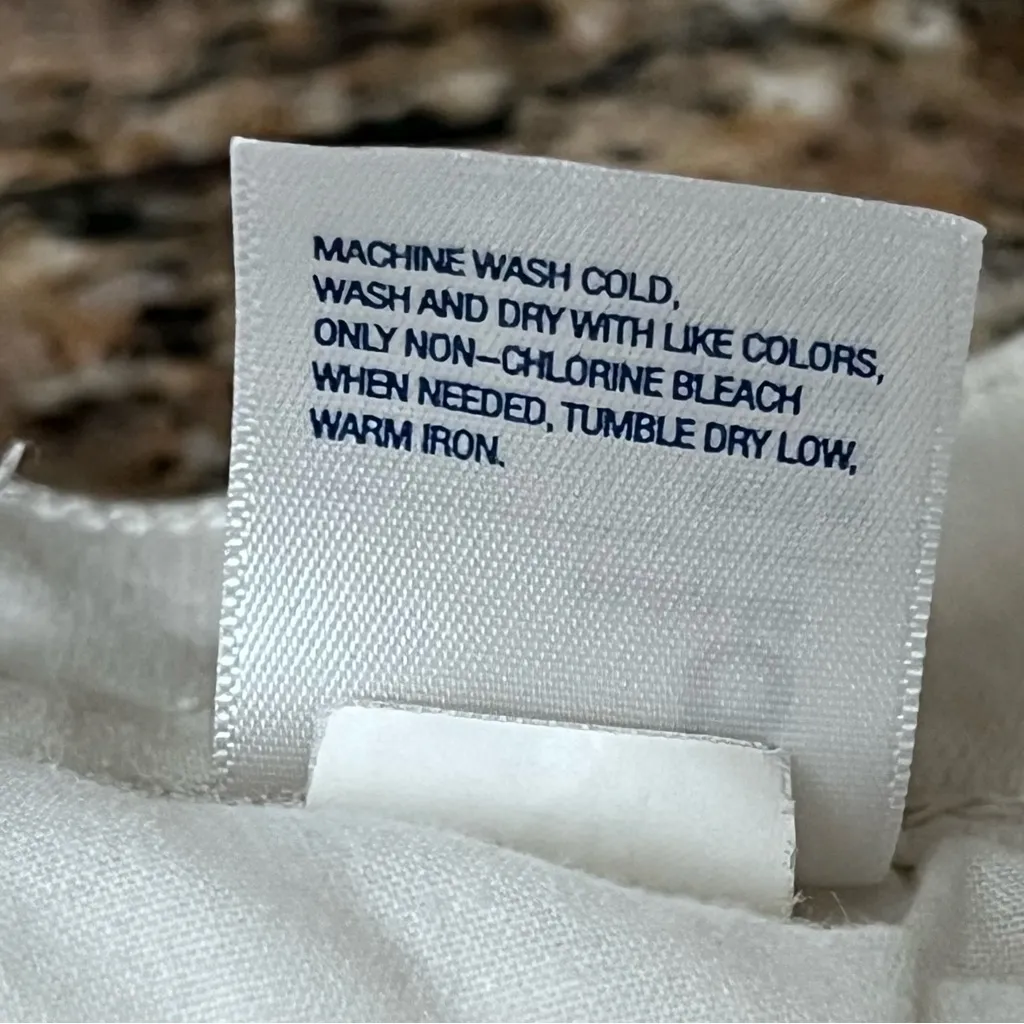 MACHINE WASH COLD,
WASH AND DRY WITH LIKE COLORS,
ONLY NON-CHLORINE BLEACH
WHEN NEEDED, TUMBLE DRY LOW,
WARM IRON.